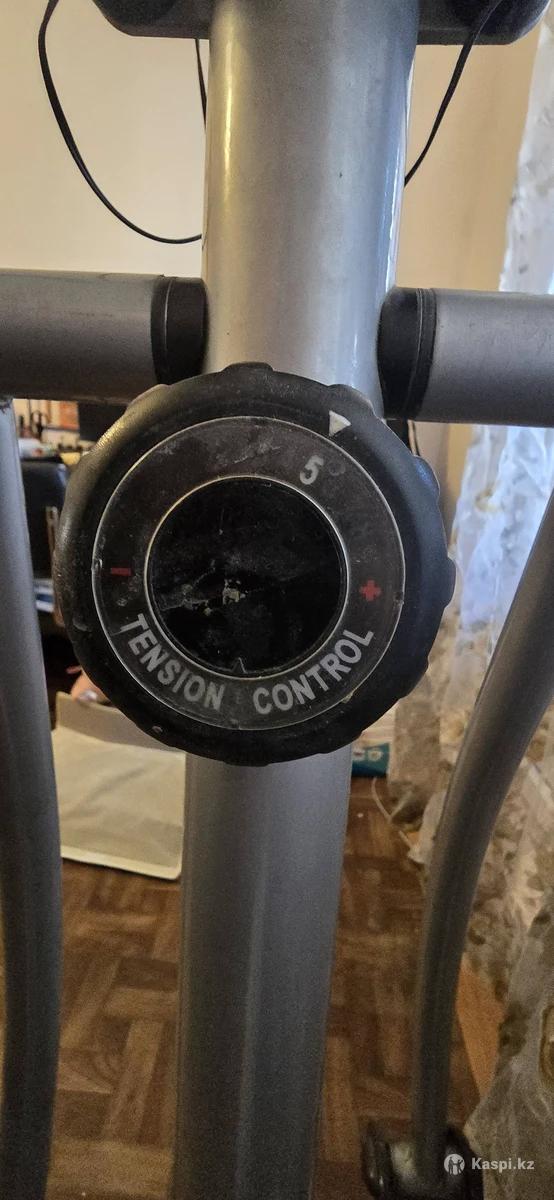 5
- +
TENSION CONTROL
Kaspi.kz